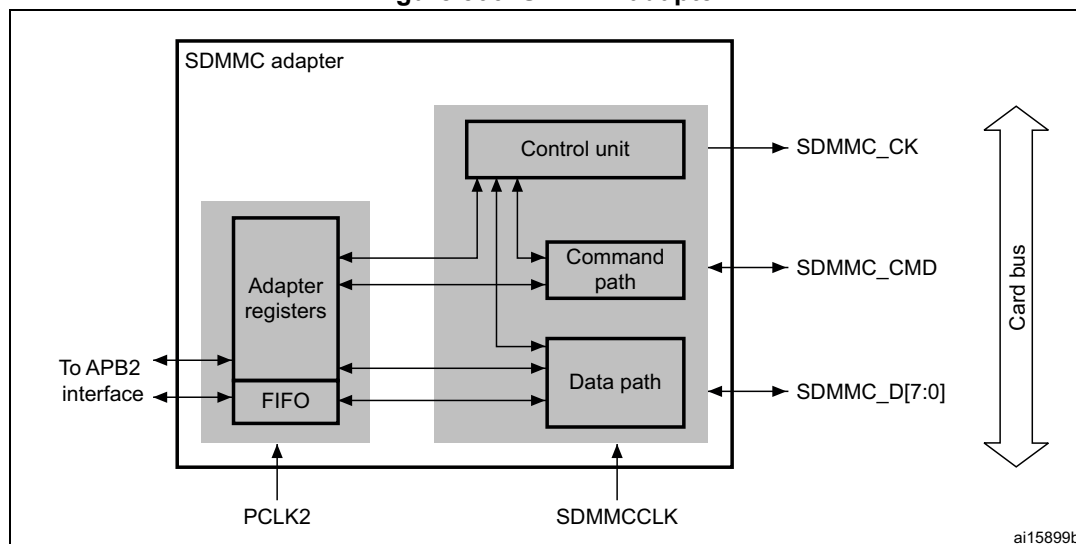 SDMMC adapter
Control unit
SDMMC_CK
Command
path
SDMMC_CMD
Adapter
registers
Card bus
To APB2
interface
FIFO
Data path
SDMMC_D[7:0]
PCLK2
SDMMCCLK
ai15899b